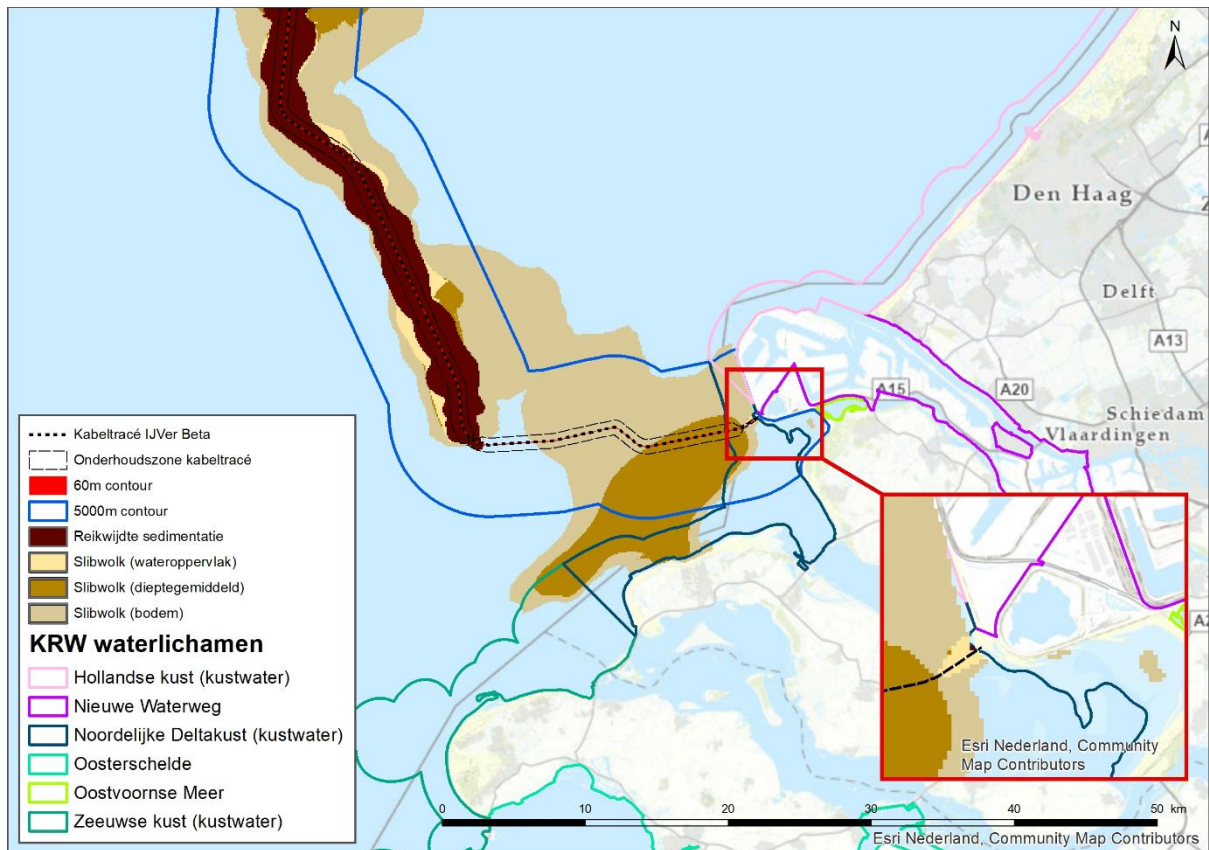 N
Den Haag
Delft
A13
A15
A20
Schiedam
Vlaardingen
Kabeltracé IJVer Beta
Onderhoudszone kabeltracé
60m contour
5000m contour
Reikwijdte sedimentatie
Slibwolk (wateroppervlak)
Slibwolk (dieptegemiddeld)
Slibwolk (bodem)
KRW waterlichamen
Hollandse kust (kustwater)
Nieuwe Waterweg
Noordelijke Deltakust (kustwater)
Oosterschelde
Oostvoornse Meer
Zeeuwse kust (kustwater)
Esri Nederland, Community
Map Contributors
0 10 20 30 40 50 km
Esri Nederland, Community Map Contributors